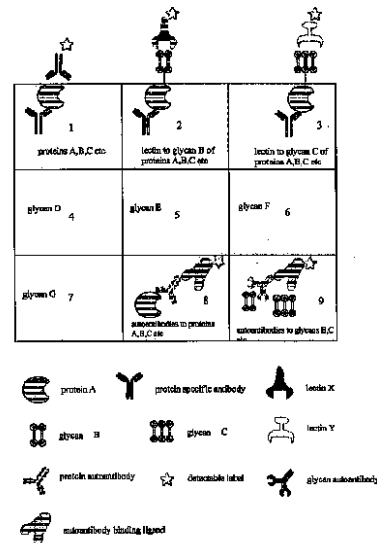 1
2
3
proteins A,B,C etc
lectin to glycan B of
proteins A,B,C etc
lectin to glycan C of
proteins A,B,C etc
glycan D
4
glycan E
5
glycan F
6
glycan G
7
8
autoantibodies to proteins
A,B,C etc
9
autoantibodies to glycans B,C
etc
protein A
protein specific antibody
lectin X
glycan B
glycan C
lectin Y
protein autoantibody
detectable label
glycan autoantibody
autoantibody binding ligand